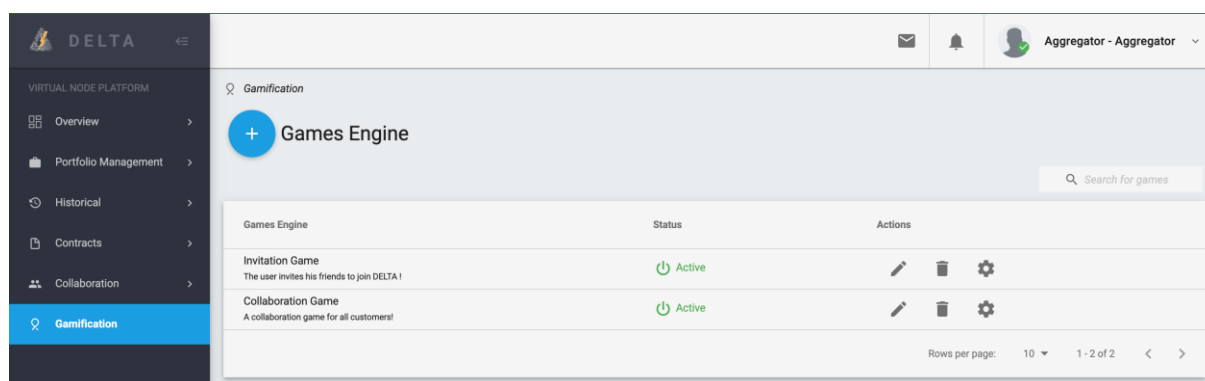 DELTA
Aggregator - Aggregator
VIRTUAL NODE PLATFORM
Overview
Portfolio Management
Historical
Contracts
Collaboration
Gamification
Gamification
Games Engine
Search for games
Games Engine Status Actions
Invitation Game
The user invites his friends to join DELTA !
Active
Collaboration Game
A collaboration game for all customers!
Active
Rows per page: 10 1 - 2 of 2